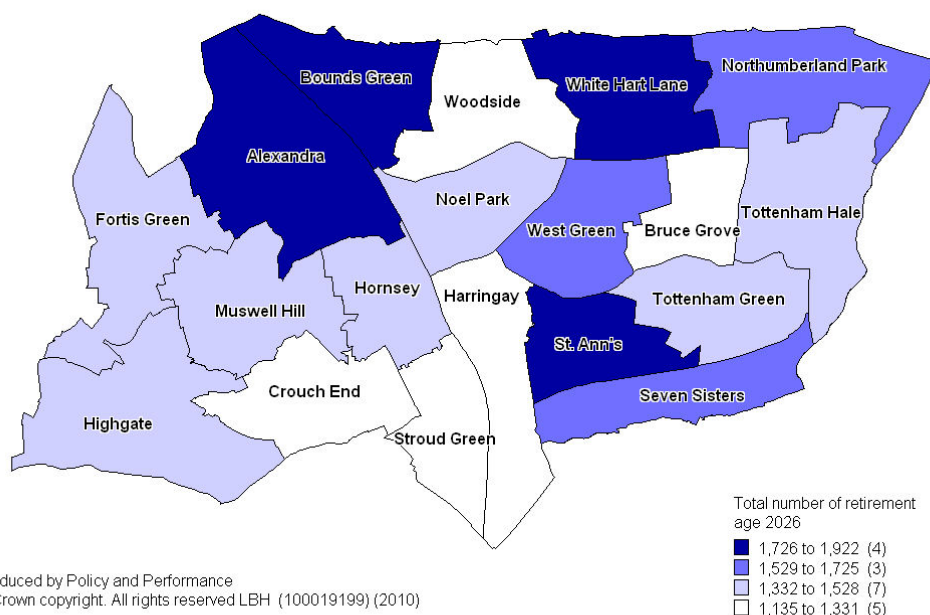 Bounds Green
White Hart Lane
Northumberland Park
Woodside
Alexandra
Noel Park
Fortis Green
West Green
Bruce Grove
Tottenham Hale
Hornsey
Harringay
Tottenham Green
Muswell Hill
St. Ann's
Crouch End
Seven Sisters
Highgate
Stroud Green
Total number of retirement
age 2026
1,726 to 1,922 (4)
1,529 to 1,725 (3)
1,332 to 1,528 (7)
1,135 to 1,331 (5)
duced by Policy and Performance
Crown copyright. All rights reserved LBH (100019199) (2010)